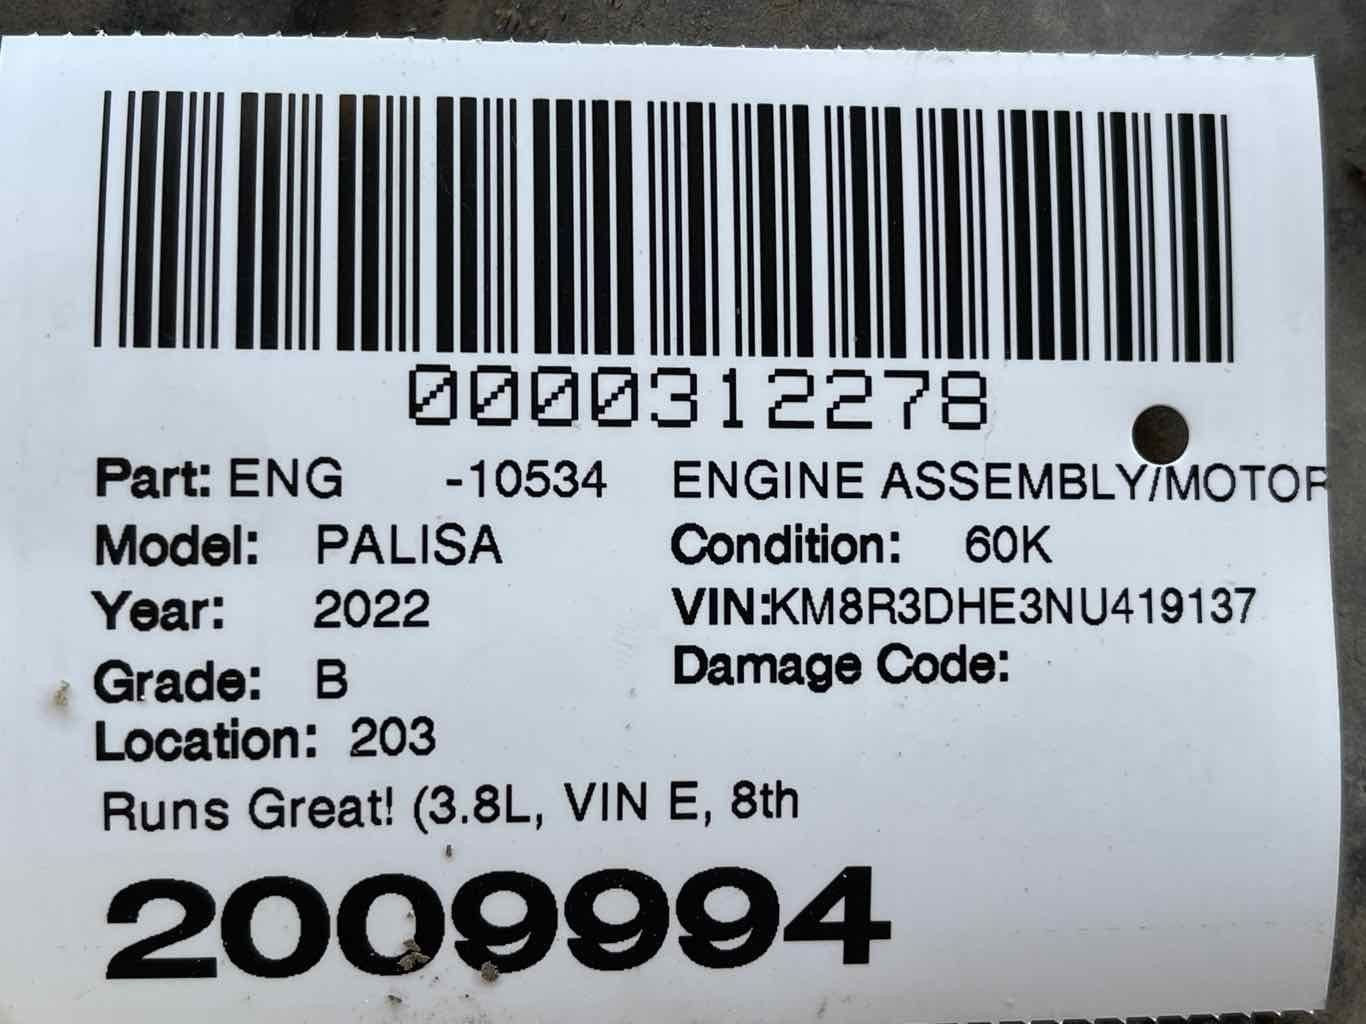 0000312278
Part: ENG -10534 ENGINE ASSEMBLY/MOTOR
Model: PALISA Condition: 60K
Year: 2022 VIN:KM8R3DHE3NU419137
Grade: B Damage Code:
Location: 203
Runs Great! (3.8L, VIN E, 8th
2009994